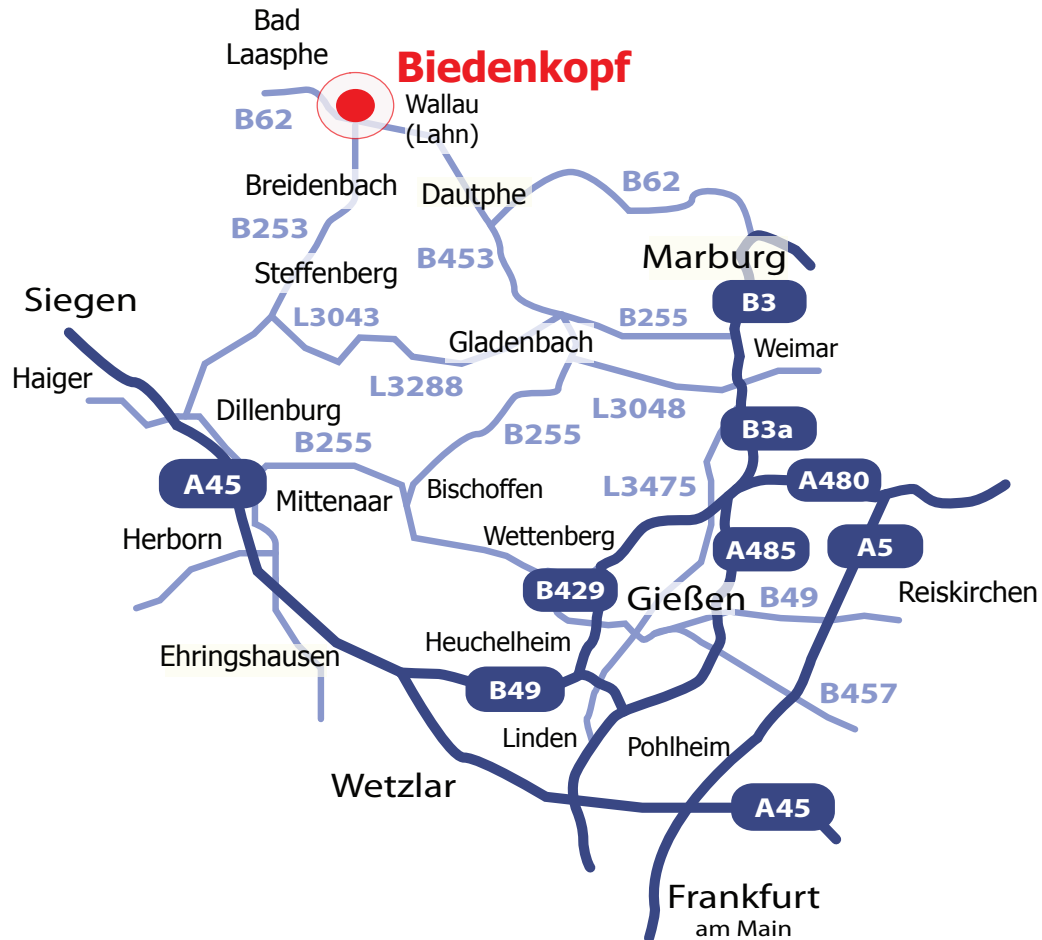 Bad
Laasphe
Biedenkopf
Wallau
(Lahn)
B62
Breidenbach
Dautphe
B62
B253
B453
Marburg
Steffenberg
Siegen
B3
L3043
B255
Gladenbach
Weimar
Haiger
L3288
L3048
Dillenburg
B255
B255
B3a
A45
Mittenaar
Bischoffen
L3475
A480
Herborn
Wettenberg
A485
A5
B429
Gießen
B49
Reiskirchen
Ehringshausen
Heuchelheim
B49
B457
Linden
Pohlheim
Wetzlar
A45
Frankfurt
am Main